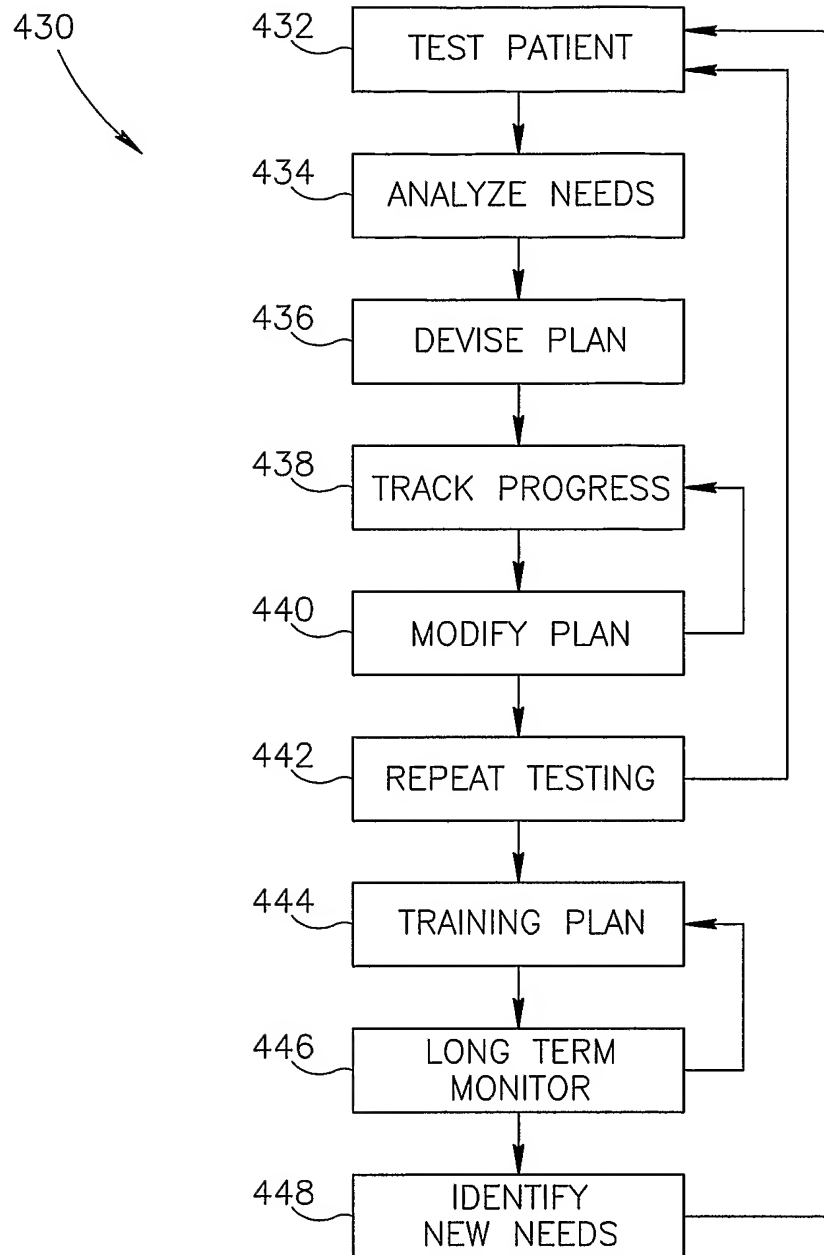 430
432
TEST PATIENT
434
ANALYZE NEEDS
436
DEVISE PLAN
438
TRACK PROGRESS
440
MODIFY PLAN
442
REPEAT TESTING
444
TRAINING PLAN
446
LONG TERM
MONITOR
448
IDENTIFY
NEW NEEDS